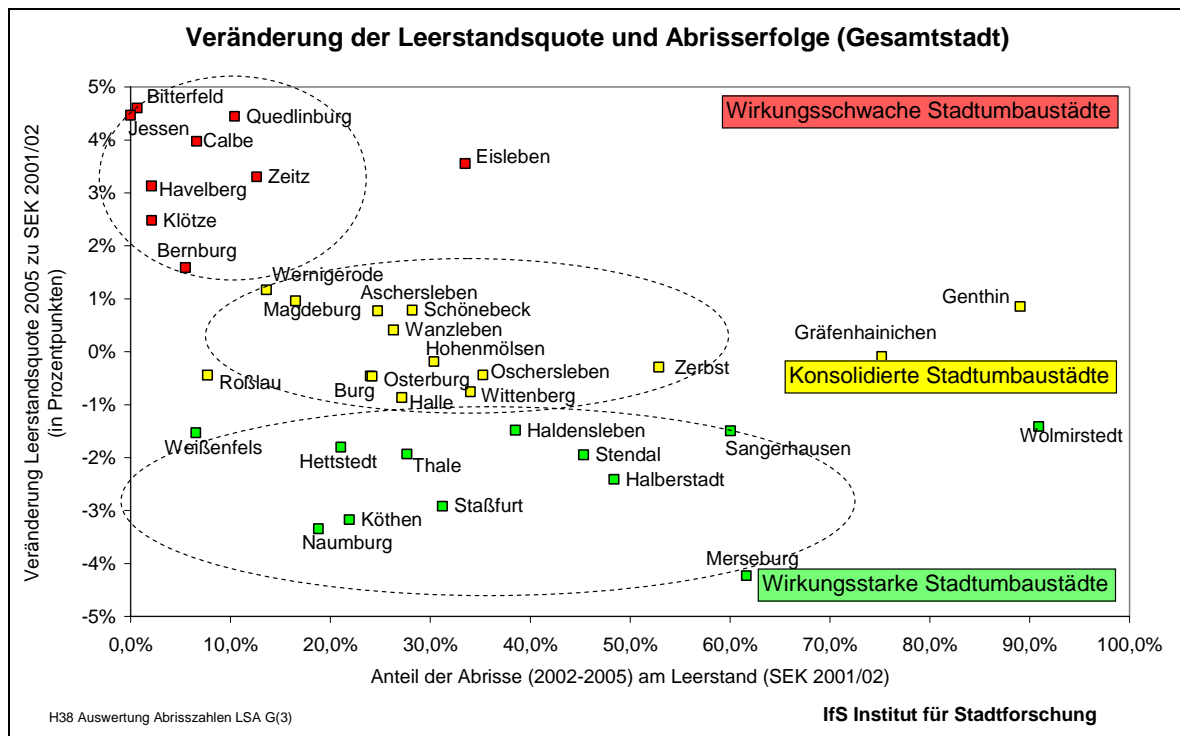 Veränderung der Leerstandsquote und Abrisserfolge (Gesamtstadt)
Veränderung Leerstandsquote 2005 zu SEK 2001/02
(in Prozentpunkten)
5%
4%
3%
2%
1%
0%
-1%
-2%
-3%
-4%
-5%
Bitterfeld
Jessen
Quedlinburg
Calbe
Eisleben
Havelberg
Zeitz
Klötze
Bernburg
Wirkungsschwache Stadtumbaustädte
Wernigerode
Magdeburg
Aschersleben
Schönebeck
Wanzleben
Hohenmölsen
Genthin
Gräfenhainichen
Roßlau
Burg
Osterburg
Oschersleben
Zerbst
Halle
Wittenberg
Konsolidierte Stadtumbaustädte
Weißenfels
Haldensleben
Sangerhausen
Wolmirstedt
Hettstedt
Thale
Stendal
Halberstadt
Staßfurt
Köthen
Naumburg
Merseburg
Wirkungsstarke Stadtumbaustädte
0,0% 10,0% 20,0% 30,0% 40,0% 50,0% 60,0% 70,0% 80,0% 90,0% 100,0%
Anteil der Abrisse (2002-2005) am Leerstand (SEK 2001/02)
H38 Auswertung Abrisszahlen LSA G(3)
IfS Institut für Stadtforschung